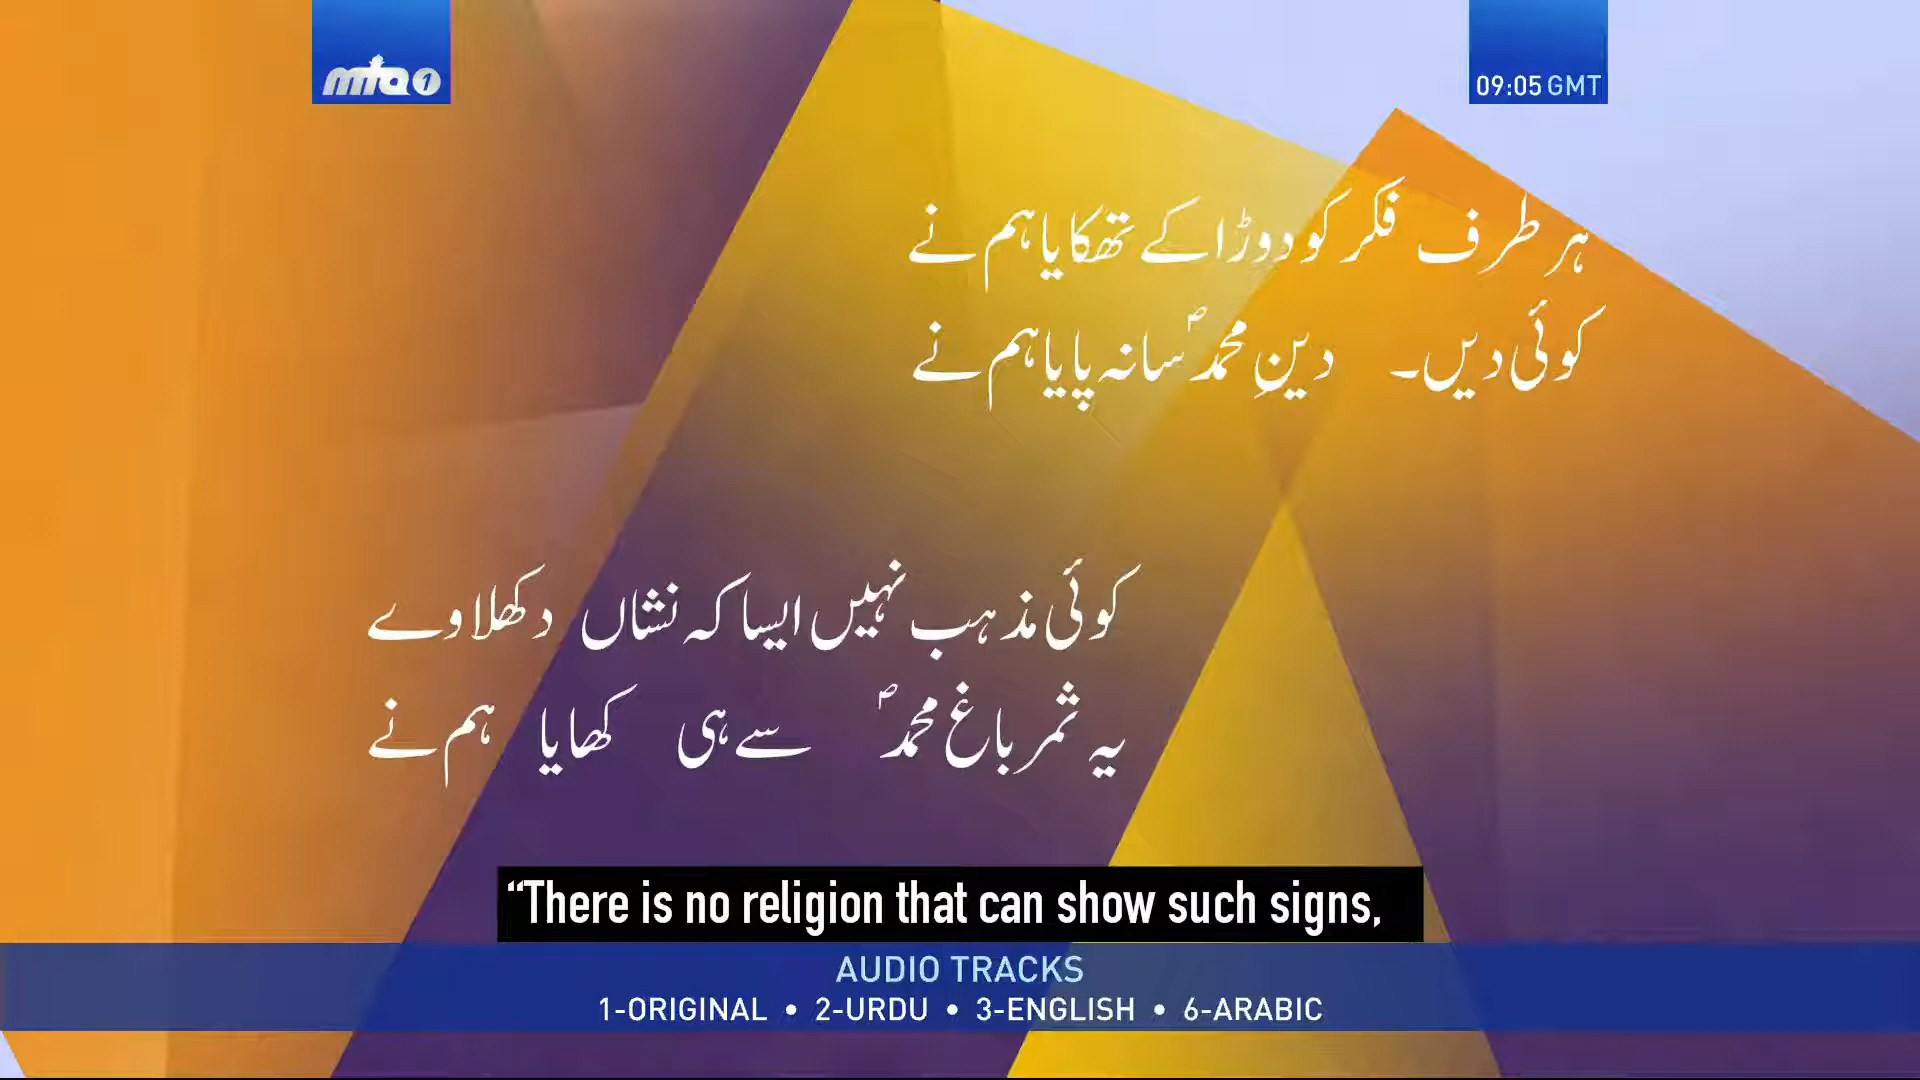 mta 1
09:05 GMT
ہر طرف فکر کو دوڑا کے تھکایا ہم نے
کوئی دیں۔ دینِ محمدؐ سا نہ پایا ہم نے
کوئی مذہب نہیں ایسا کہ نشاں دکھلاوے
یہ ثمر باغ محمدؐ سے ہی کھایا ہم نے
“There is no religion that can show such signs,
AUDIO TRACKS
1-ORIGINAL • 2-URDU • 3-ENGLISH • 6-ARABIC